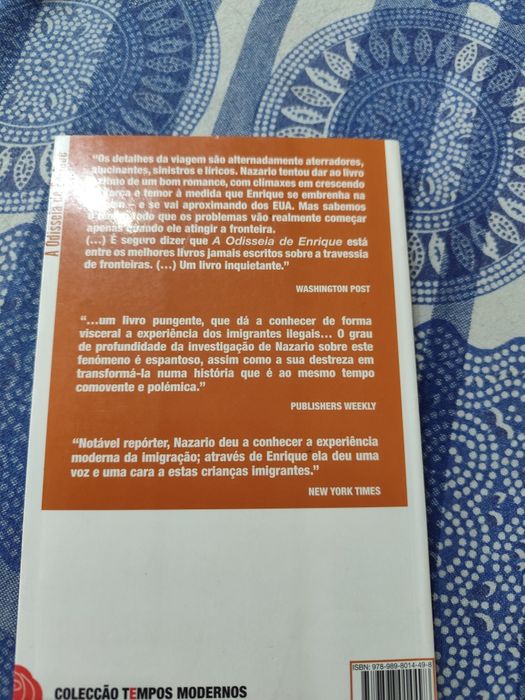 A Odisseia de
"Os detalhes da viagem são alternadamente aterradores,
alucinantes, sinistros e líricos. Nazario tentou dar ao livro
de um bom romance, com clímaxes em crescendo
e temor à medida que Enrique se embrenha na
– e se vai aproximando dos EUA. Mas sabemos
o tempo todo que os problemas vão realmente começar
apenas quando ele atingir a fronteira.
(...) É seguro dizer que A Odisseia de Enrique está
entre os melhores livros jamais escritos sobre a travessia
de fronteiras. (...) Um livro inquietante."
WASHINGTON POST
"...um livro pungente, que dá a conhecer de forma
visceral a experiência dos imigrantes ilegais... O grau
de profundidade da investigação de Nazario sobre este
fenómeno é espantoso, assim como a sua destreza em
transformá-la numa história que é ao mesmo tempo
comovente e polémica."
PUBLISHERS WEEKLY
"Notável repórter, Nazario deu a conhecer a experiência
moderna da imigração; através de Enrique ela deu uma
voz e uma cara a estas crianças imigrantes."
NEW YORK TIMES
ISBN: 978-989-8014-49-8
COLECÇÃO TEMPOS MODERNOS